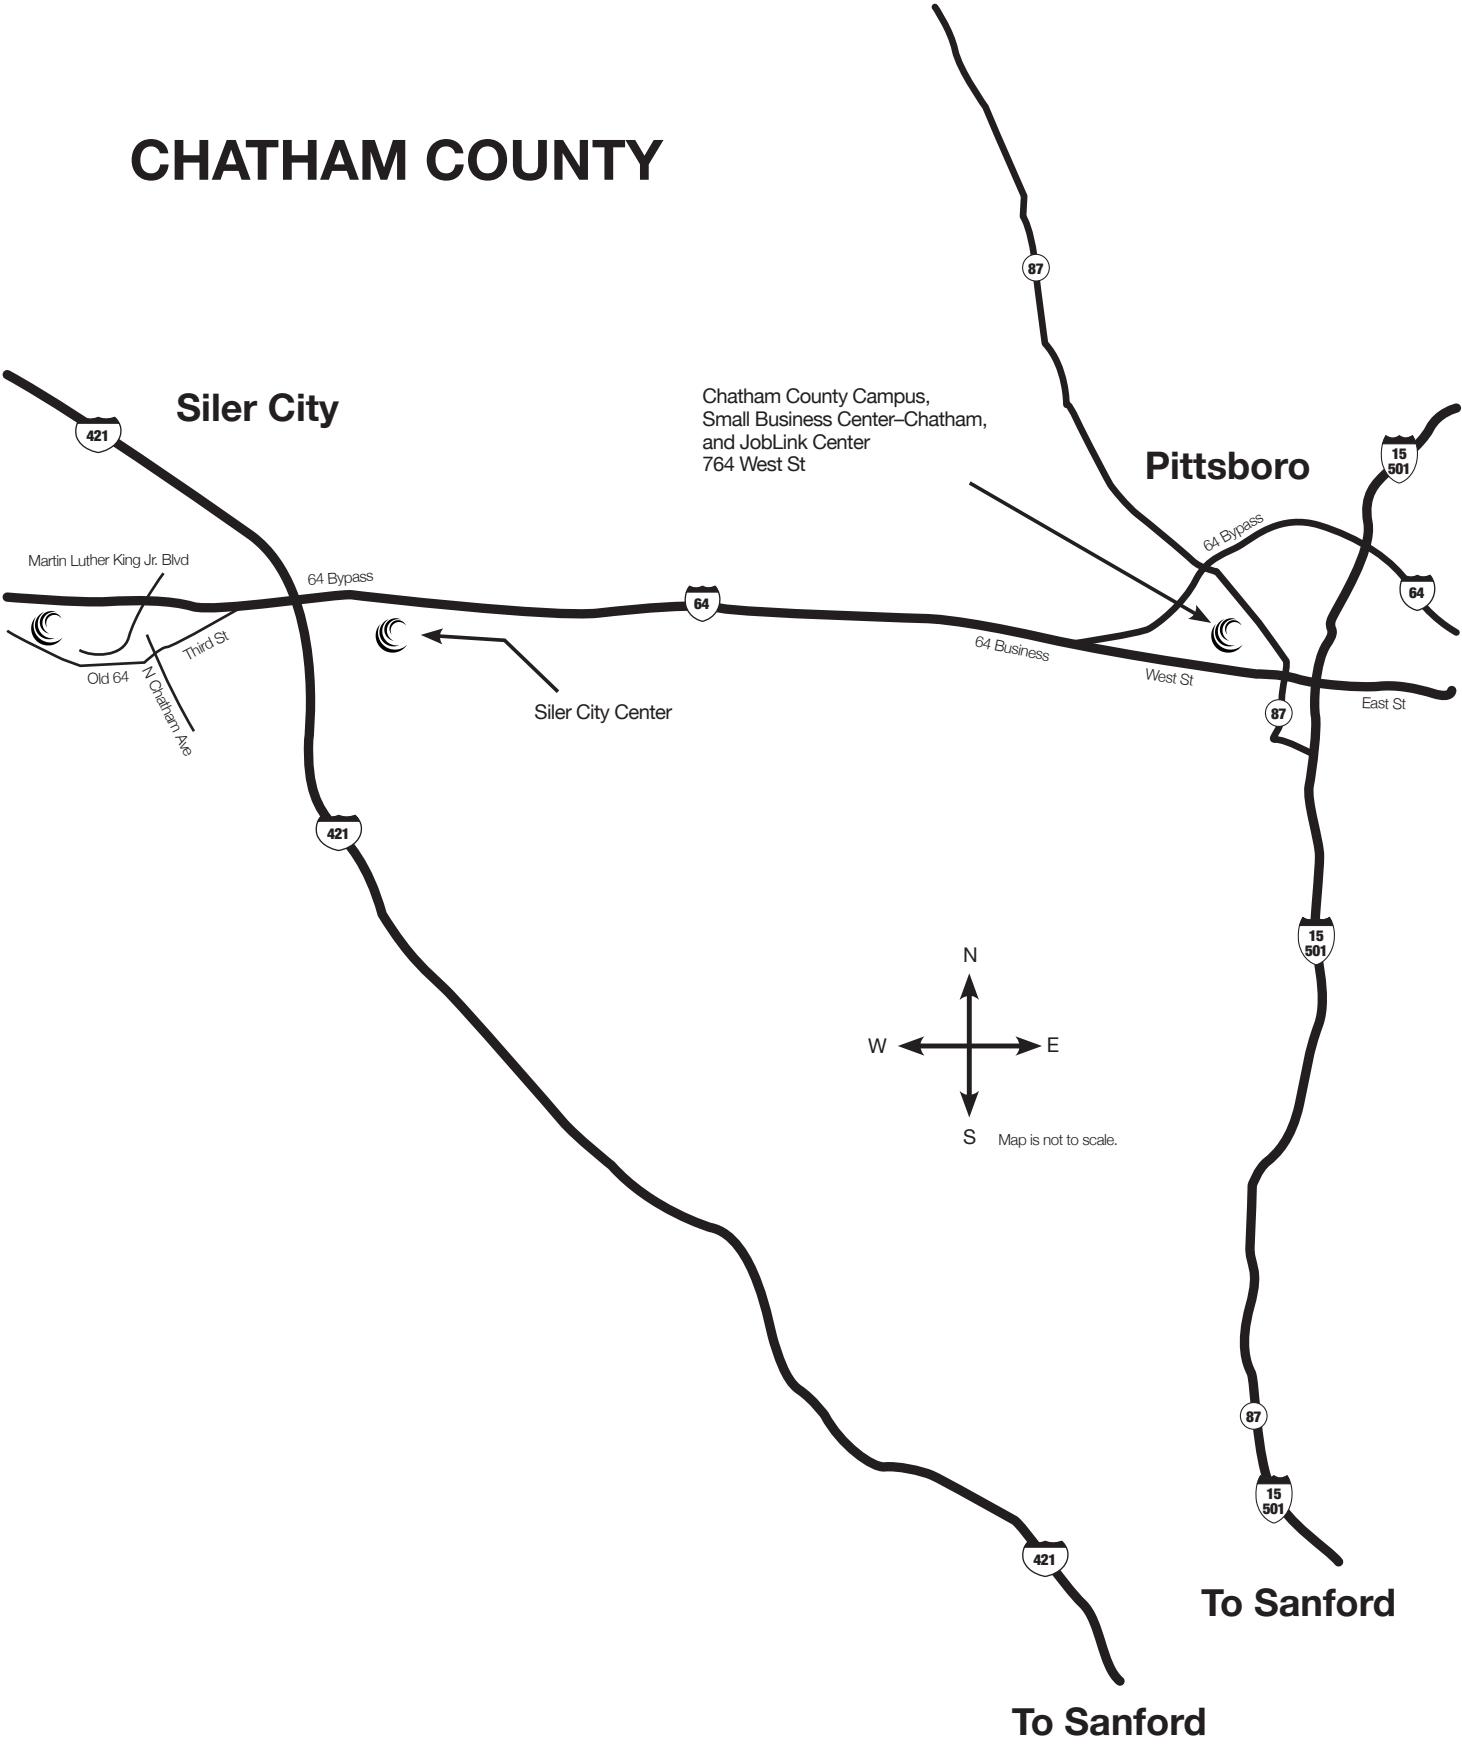 CHATHAM COUNTY
87
Siler City
421
Chatham County Campus,
Small Business Center–Chatham,
and JobLink Center
764 West St
Pittsboro
15
501
64 Bypass
Martin Luther King Jr. Blvd
64 Bypass
64
64
Third St
Old 64
N Chatham Ave
64 Business
West St
East St
87
Siler City Center
421
15
501
N
W
E
S
Map is not to scale.
87
15
501
421
To Sanford
To Sanford